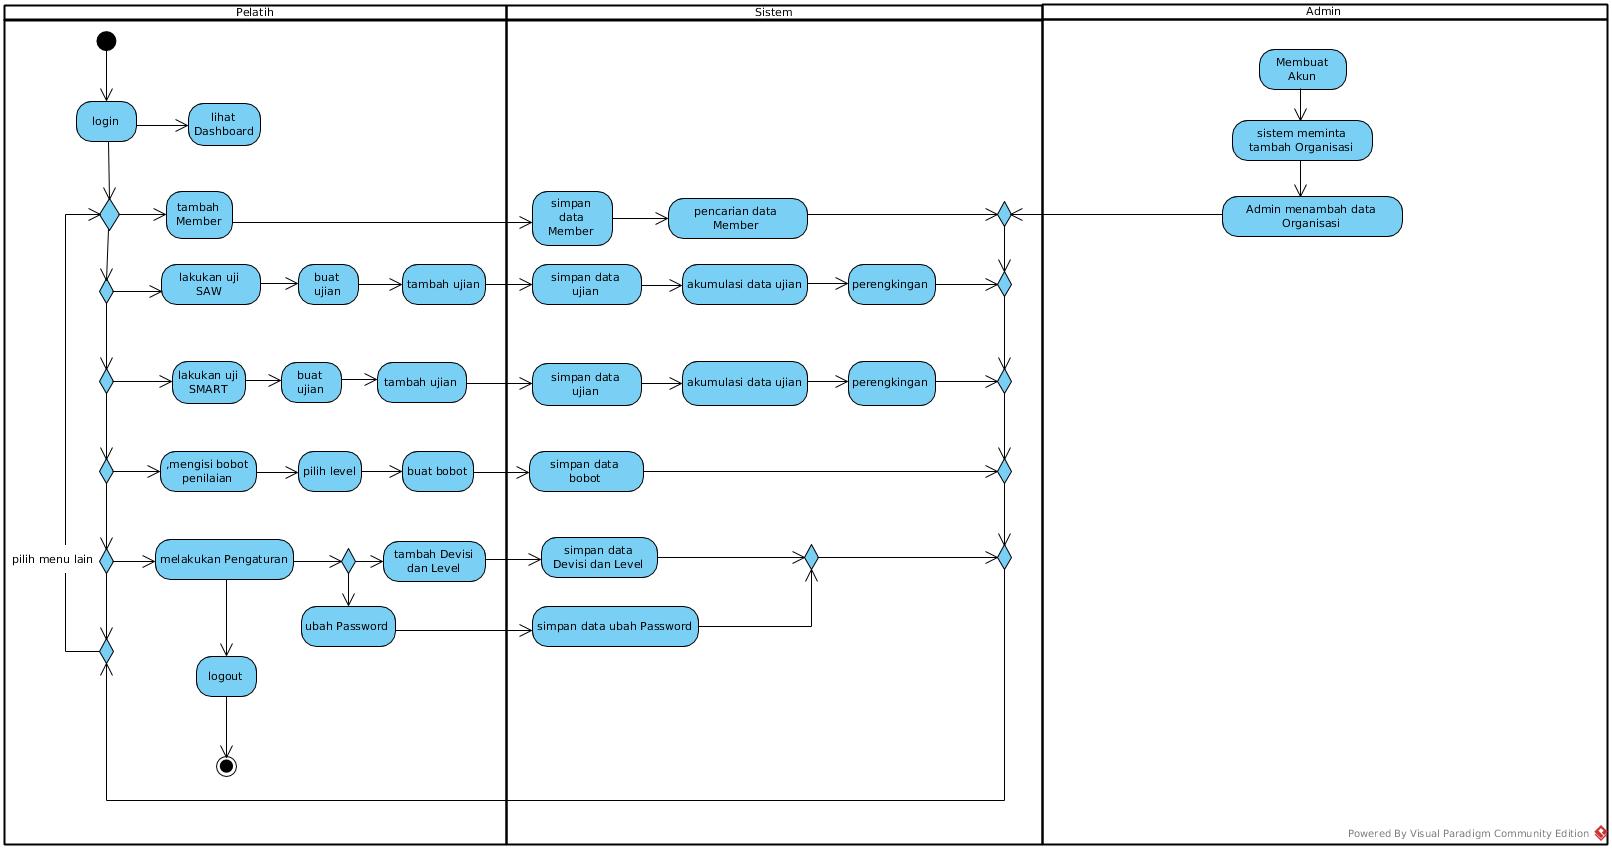 Pelatih
Sistem
Admin
Membuat
Akun
login
lihat
Dashboard
sistem meminta
tambah Organisasi
tambah
Member
simpan
data
Member
pencarian data
Member
Admin menambah data
Organisasi
lakukan uji
SAW
buat
ujian
tambah ujian
simpan data
ujian
akumulasi data ujian
perengkingan
lakukan uji
SMART
buat
ujian
tambah ujian
simpan data
ujian
akumulasi data ujian
perengkingan
,mengisi bobot
penilaian
pilih level
buat bobot
simpan data
bobot
pilih menu lain
melakukan Pengaturan
tambah Devisi
dan Level
simpan data
Devisi dan Level
ubah Password
simpan data ubah Password
logout
Powered By Visual Paradigm Community Edition